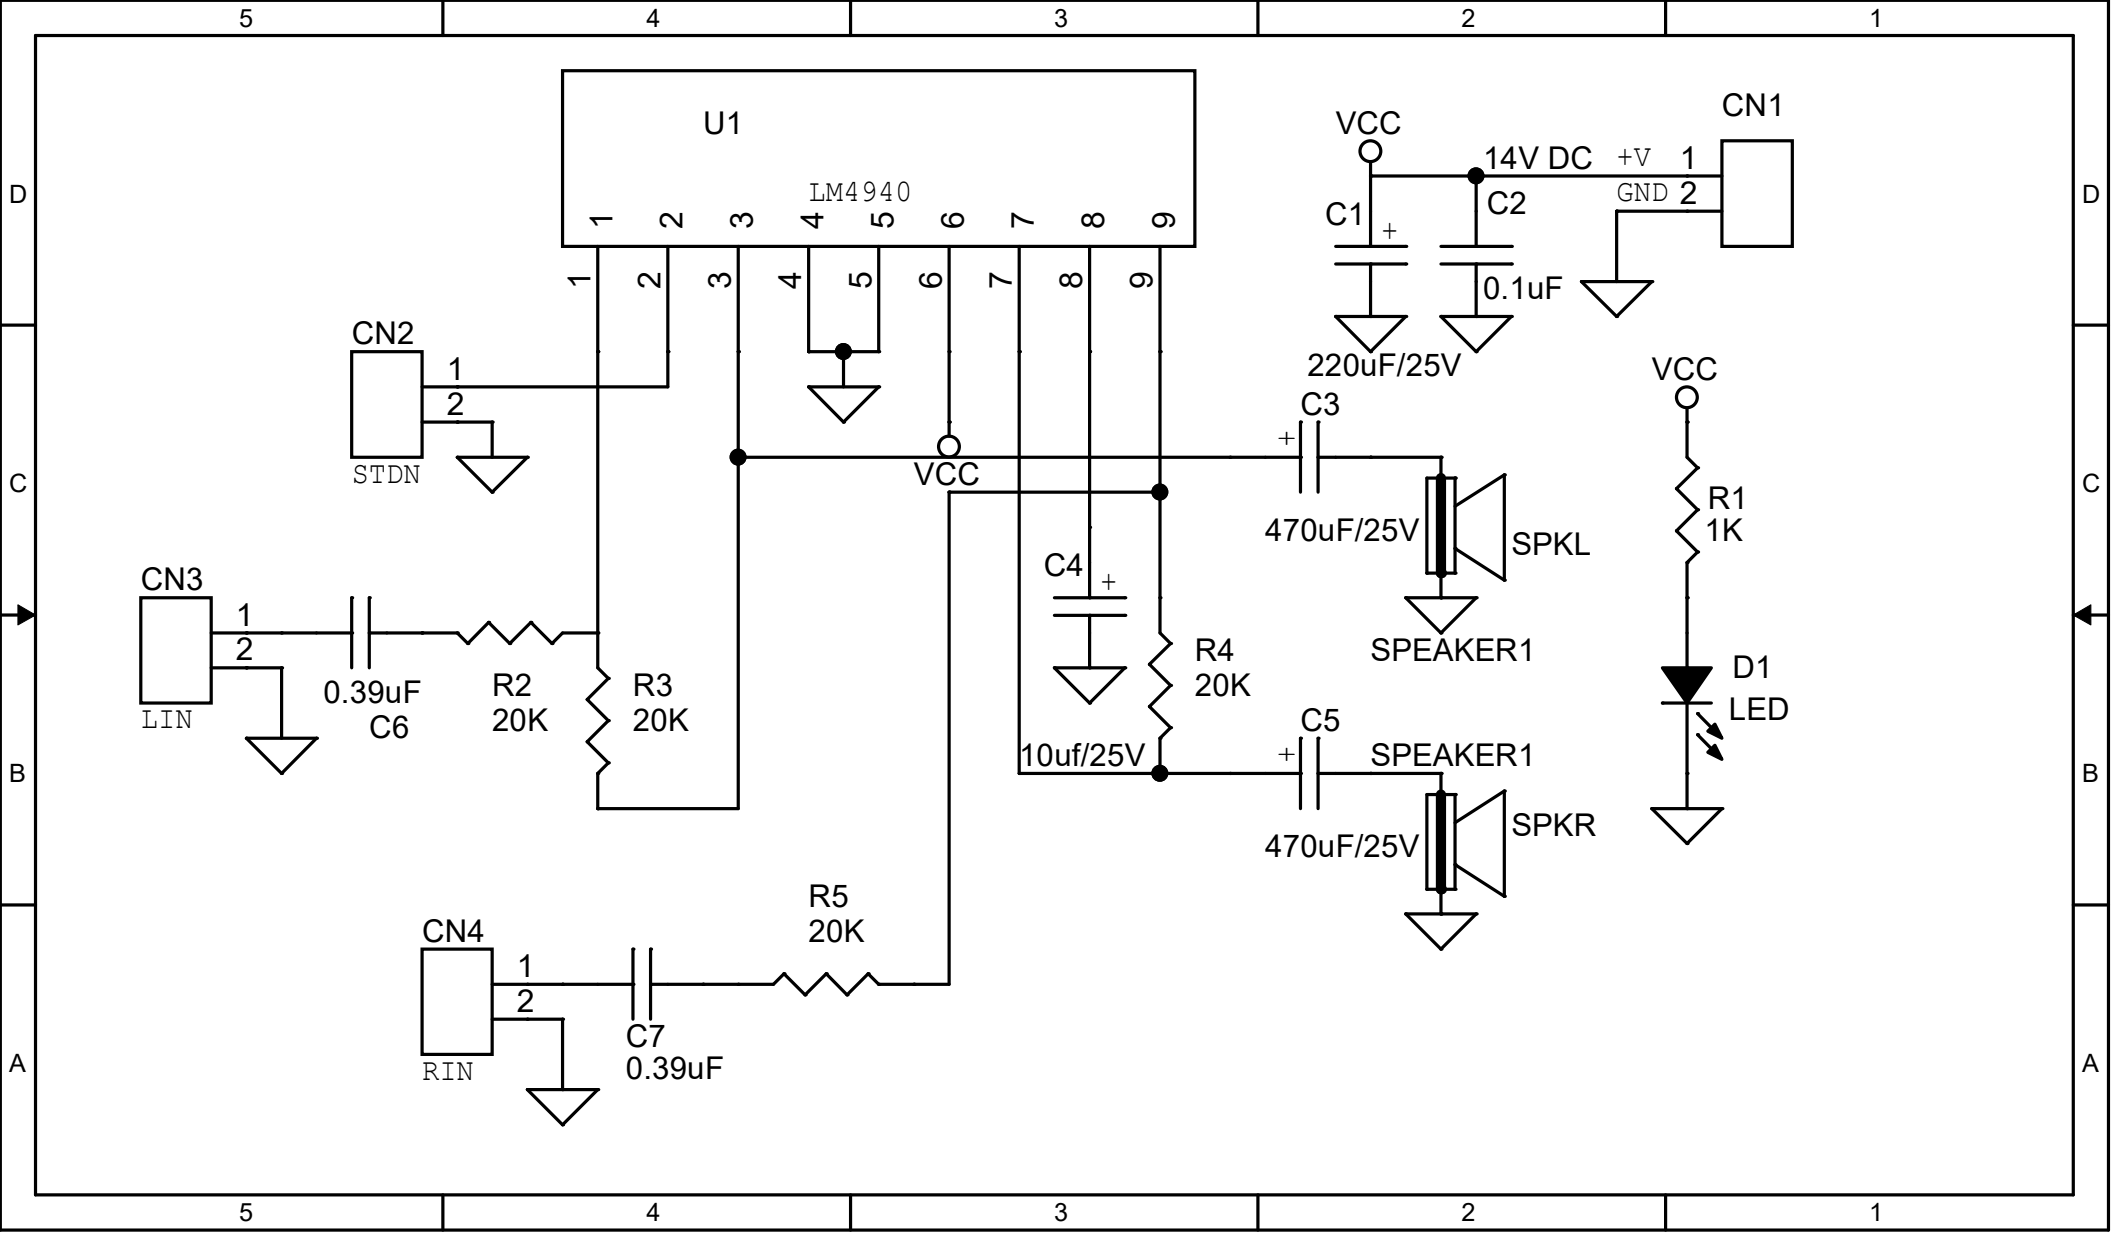 5 4 3 2 1
U1
LM4940
1 2 3 4 5 6 7 8 9
1 2 3 4 5 6 7 8 9
VCC
14V DC +V 1
GND 2
CN1
C1 +
C2
0.1uF
220uF/25V
D D
CN2
1
2
STDN
VCC
C3
+
470uF/25V
SPKL
SPEAKER1
VCC
R1
1K
D1
LED
C C
CN3
1
2
LIN
0.39uF
C6
R2
20K
R3
20K
C4
+
10uf/25V
R4
20K
C5
+
SPEAKER1
470uF/25V
SPKR
B B
R5
20K
CN4
1
2
RIN
C7
0.39uF
A A
5 4 3 2 1